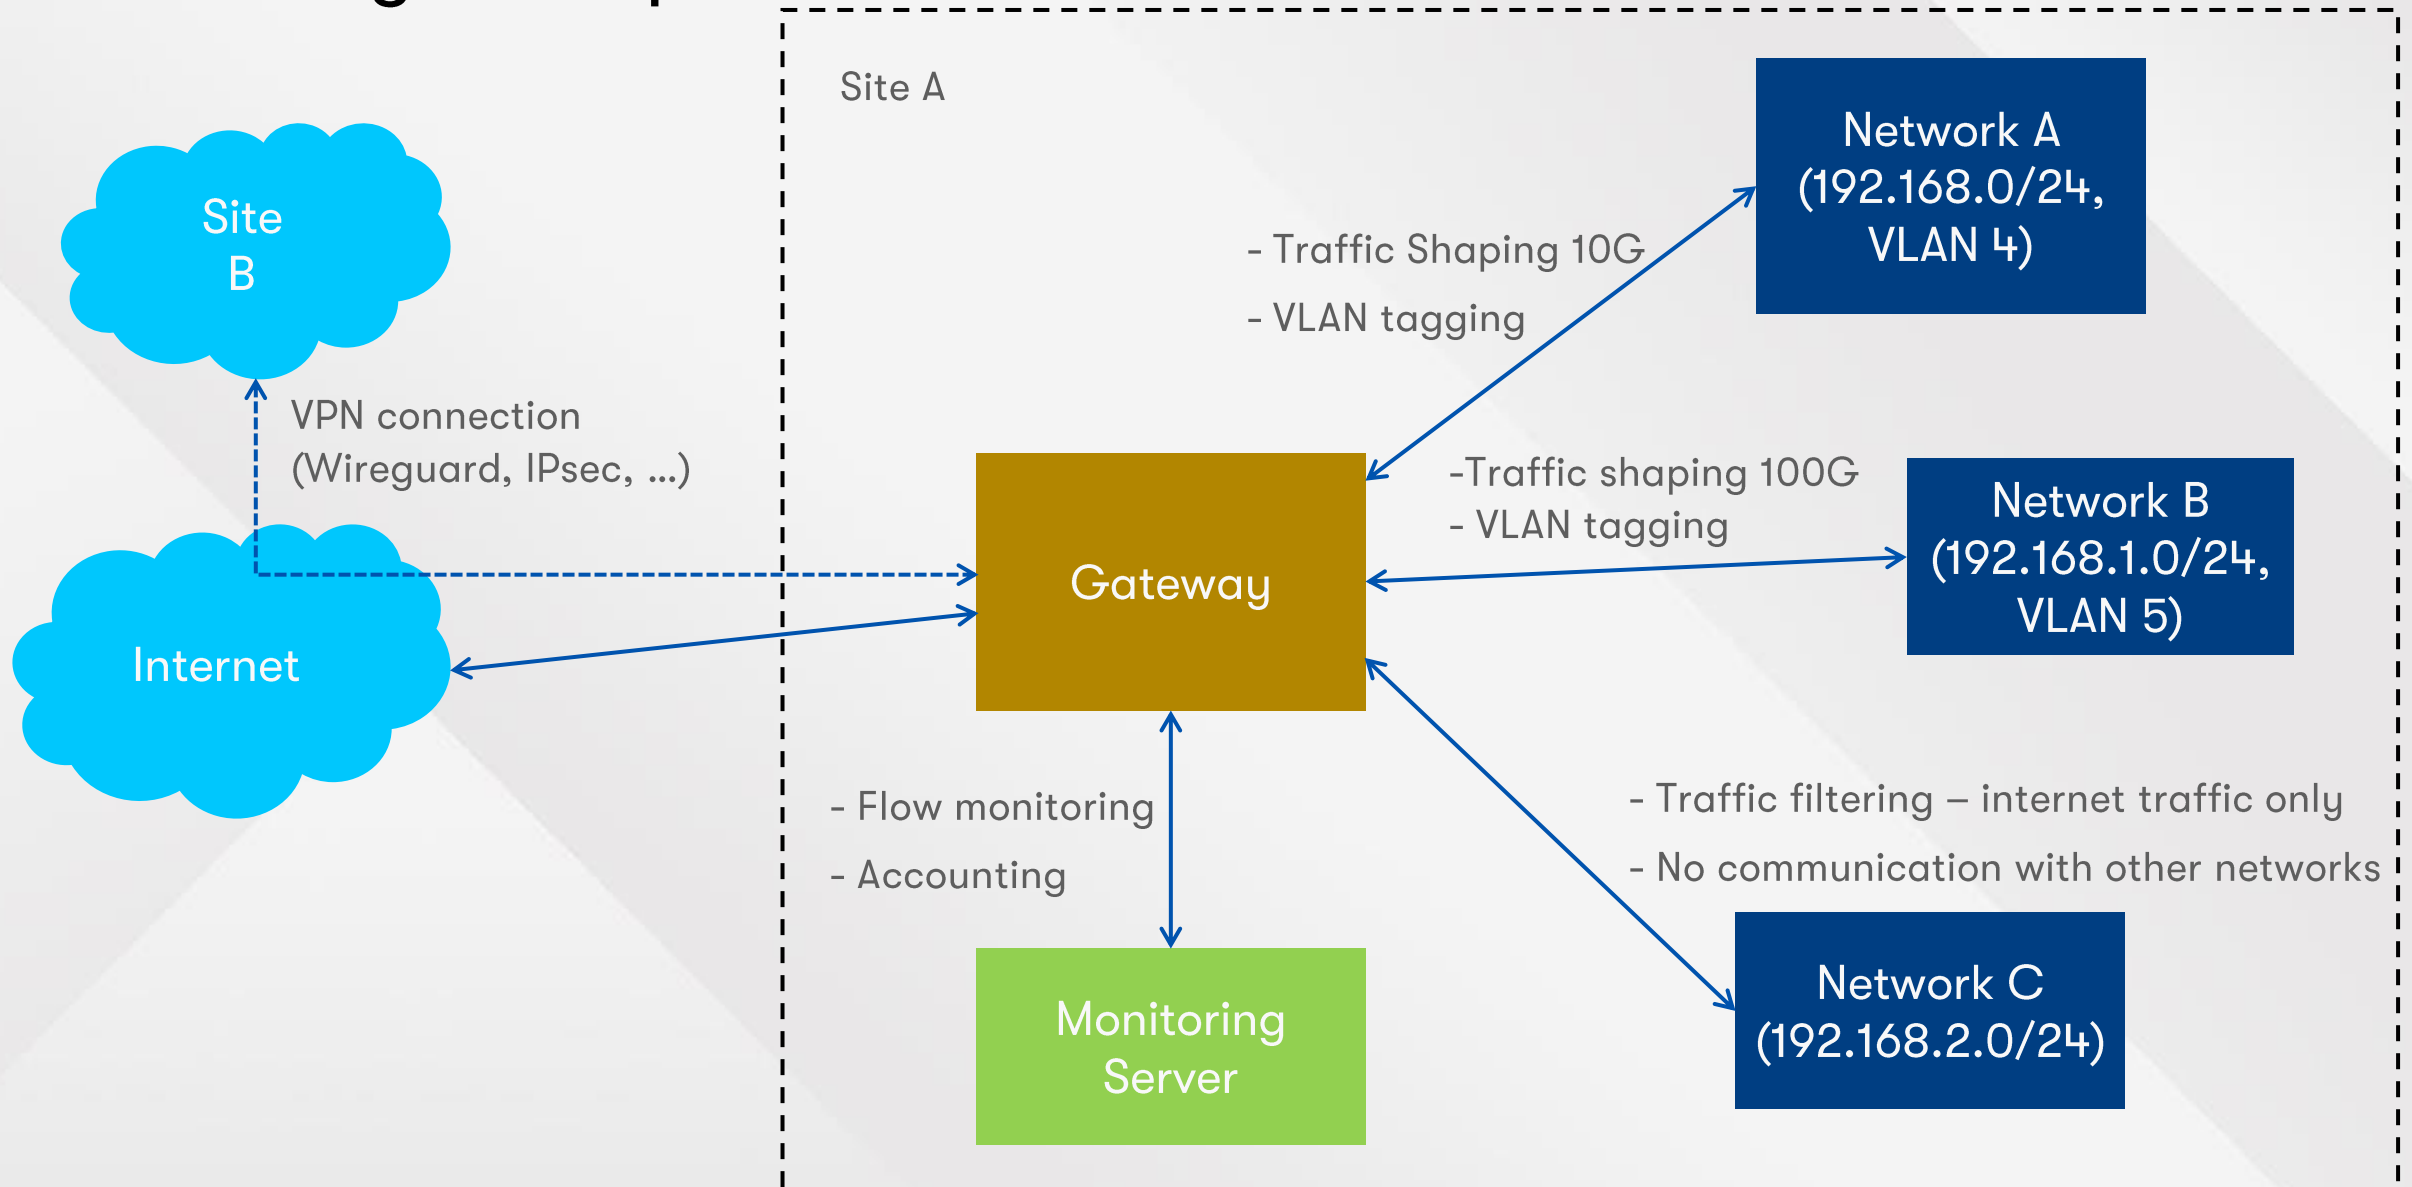 Site A
Network A
(192.168.0/24,
VLAN 4)
Site
B
- Traffic Shaping 10G
- VLAN tagging
VPN connection
(Wireguard, IPsec, ...)
-Traffic shaping 100G
- VLAN tagging
Network B
(192.168.1.0/24,
VLAN 5)
Gateway
Internet
- Flow monitoring
- Accounting
- Traffic filtering – internet traffic only
- No communication with other networks
Monitoring
Server
Network C
(192.168.2.0/24)